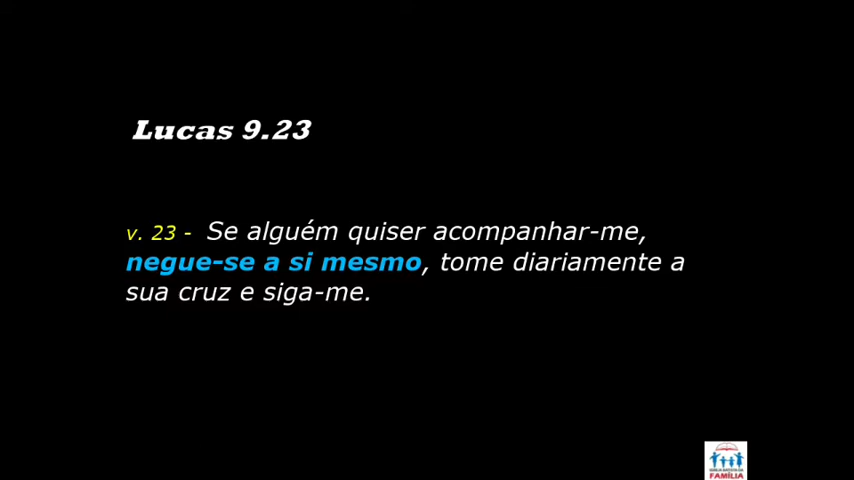 Lucas 9.23
v. 23 - Se alguém quiser acompanhar-me,
negue-se a si mesmo, tome diariamente a
sua cruz e siga-me.
FAMÍLIA